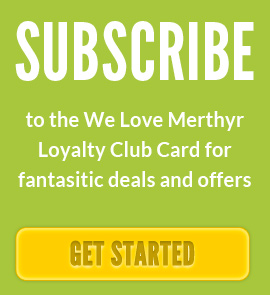 SUBSCRIBE
to the We Love Merthyr
Loyalty Club Card for
fantasitic deals and offers
GET STARTED